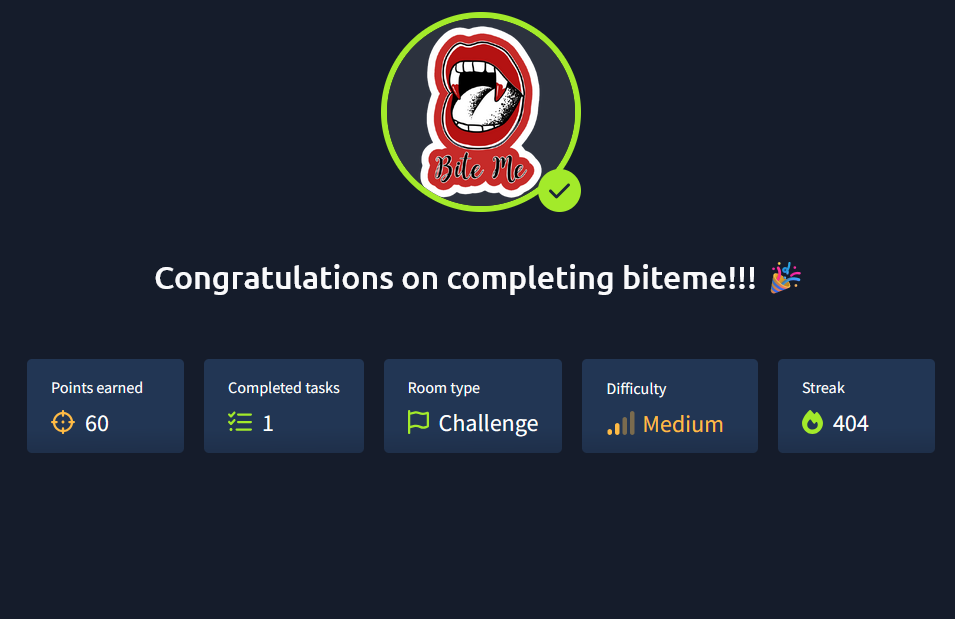 Bite Me
Congratulations on completing biteme!!! 🎉
Points earned
60
Completed tasks
1
Room type
Challenge
Difficulty
Medium
Streak
404